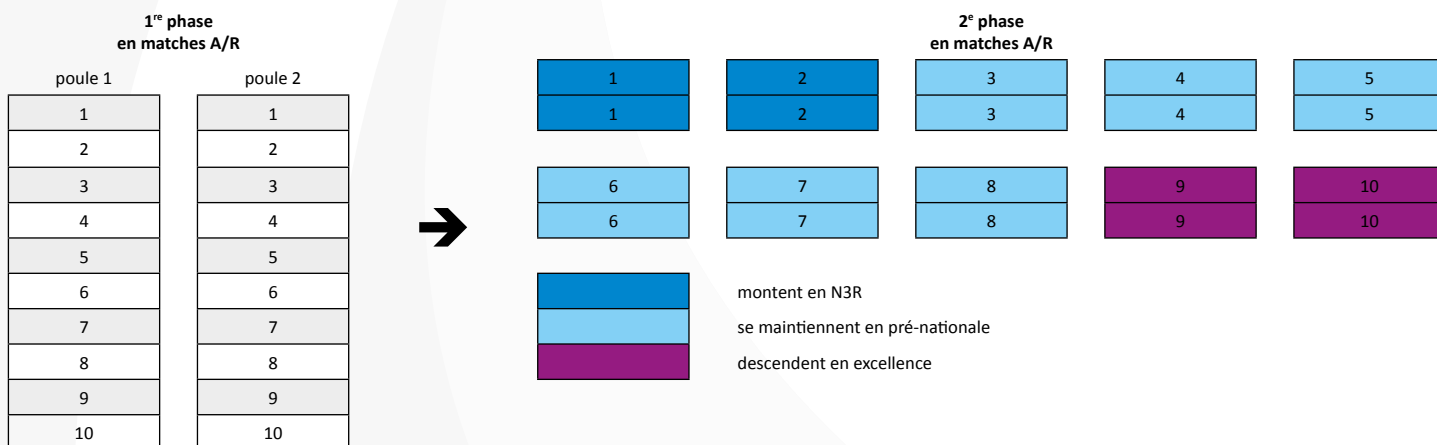 1re phase
en matches A/R
poule 1 poule 2
1 1
2 2
3 3
4 4
5 5
6 6
7 7
8 8
9 9
10 10
2e phase
en matches A/R
1 2 3 4 5
1 2 3 4 5
6 7 8 9 10
6 7 8 9 10
montent en N3R
se maintiennent en pré-nationale
descendent en excellence